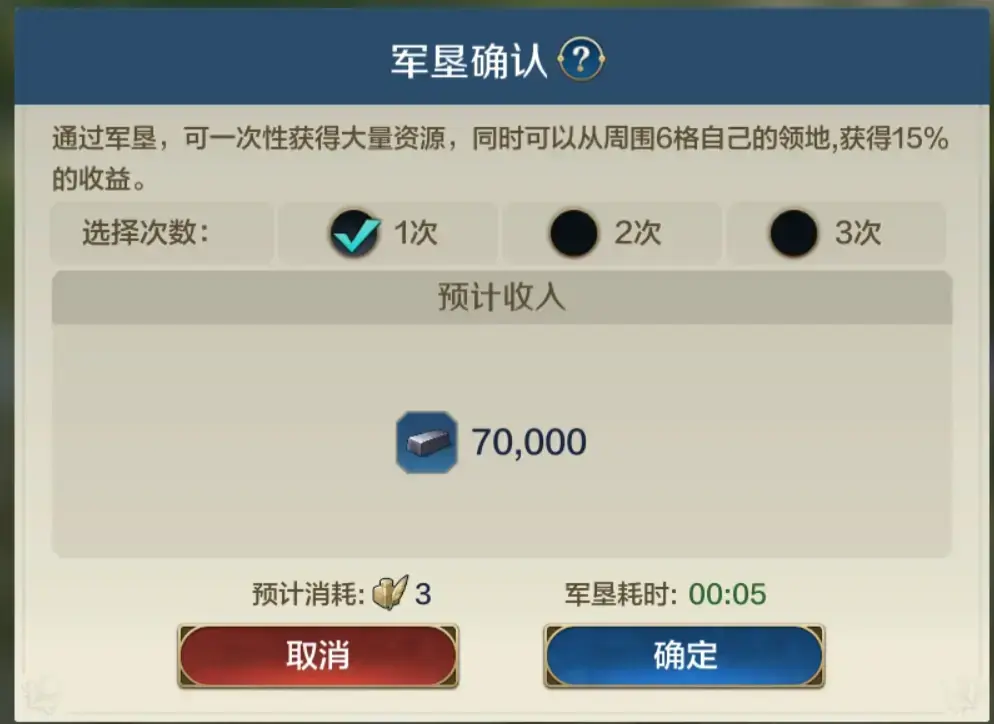 军垦确认 ?
通过军垦，可一次性获得大量资源，同时可以从周围6格自己的领地,获得15%
的收益。
选择次数： 1次 2次 3次
预计收入
70,000
预计消耗: 3 军垦耗时: 00:05
取消 确定